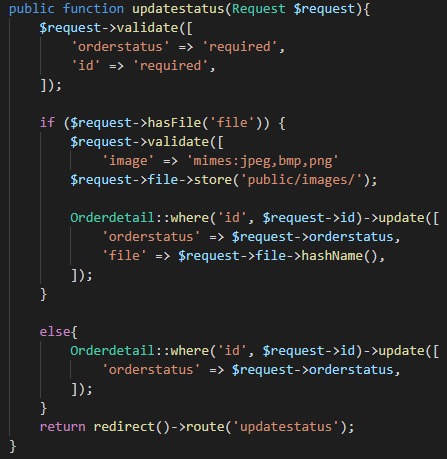 public function updatestatus(Request $request){
    $request->validate([
        'orderstatus' => 'required',
        'id' => 'required',
    ]);

    if ($request->hasFile('file')) {
        $request->validate([
            'image' => 'mimes:jpeg,bmp,png'
        $request->file->store('public/images/');

        Orderdetail::where('id', $request->id)->update([
            'orderstatus' => $request->orderstatus,
            'file' => $request->file->hashName(),
        ]);
    }

    else{
        Orderdetail::where('id', $request->id)->update([
            'orderstatus' => $request->orderstatus,
        ]);
    }
    return redirect()->route('updatestatus');
}